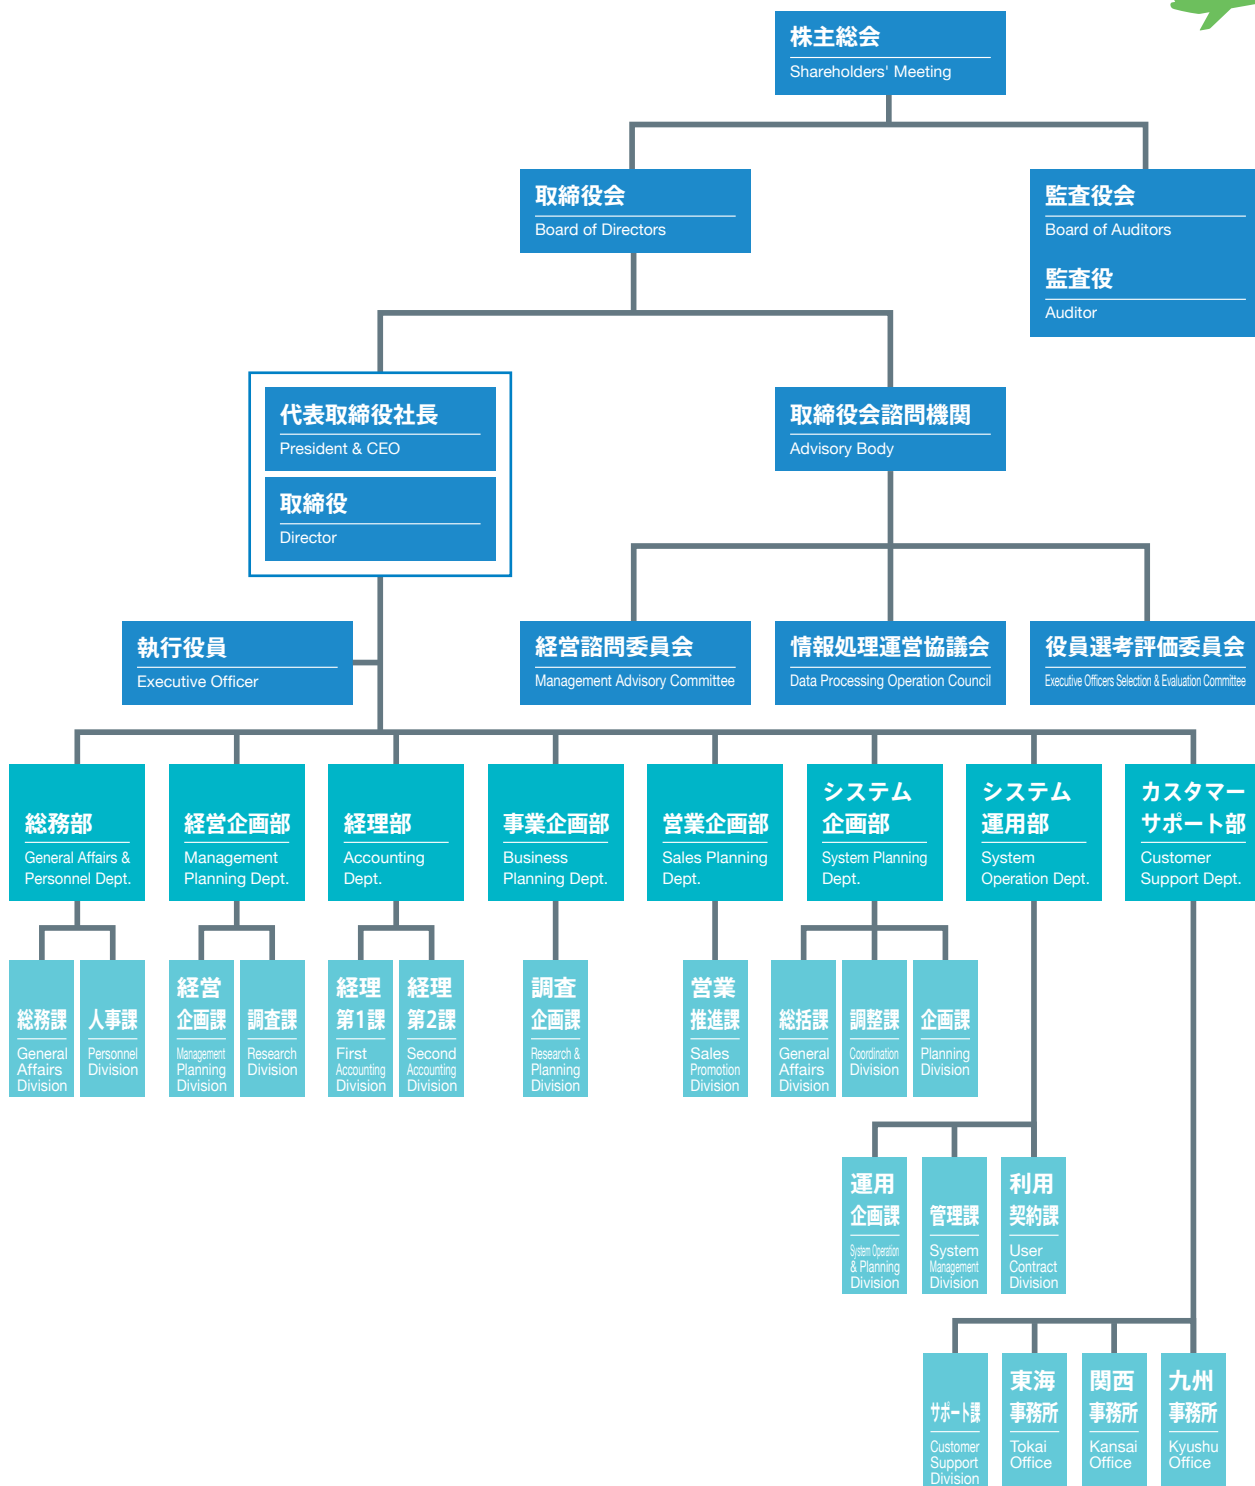 株主総会
Shareholders' Meeting
取締役会
Board of Directors
監査役会
Board of Auditors
監査役
Auditor
代表取締役社長
President & CEO
取締役
Director
取締役会諮問機関
Advisory Body
執行役員
Executive Officer
経営諮問委員会
Management Advisory Committee
情報処理運営協議会
Data Processing Operation Council
役員選考評価委員会
Executive Officers Selection & Evaluation Committee
総務部
General Affairs &
Personnel Dept.
経営企画部
Management
Planning Dept.
経理部
Accounting
Dept.
事業企画部
Business
Planning Dept.
営業企画部
Sales Planning
Dept.
システム
企画部
System Planning
Dept.
システム
運用部
System
Operation Dept.
カスタマー
サポート部
Customer
Support Dept.
総務課
General
Affairs
Division
人事課
Personnel
Division
経営
企画課
Management
Planning
Division
調査課
Research
Division
経理
第1課
First
Accounting
Division
経理
第2課
Second
Accounting
Division
調査
企画課
Research &
Planning
Division
営業
推進課
Sales
Promotion
Division
総括課
General
Affairs
Division
調整課
Coordination
Division
企画課
Planning
Division
運用
企画課
System Operation
& Planning
Division
管理課
System
Management
Division
利用
契約課
User
Contract
Division
サポート課
Customer
Support
Division
東海
事務所
Tokai
Office
関西
事務所
Kansai
Office
九州
事務所
Kyushu
Office